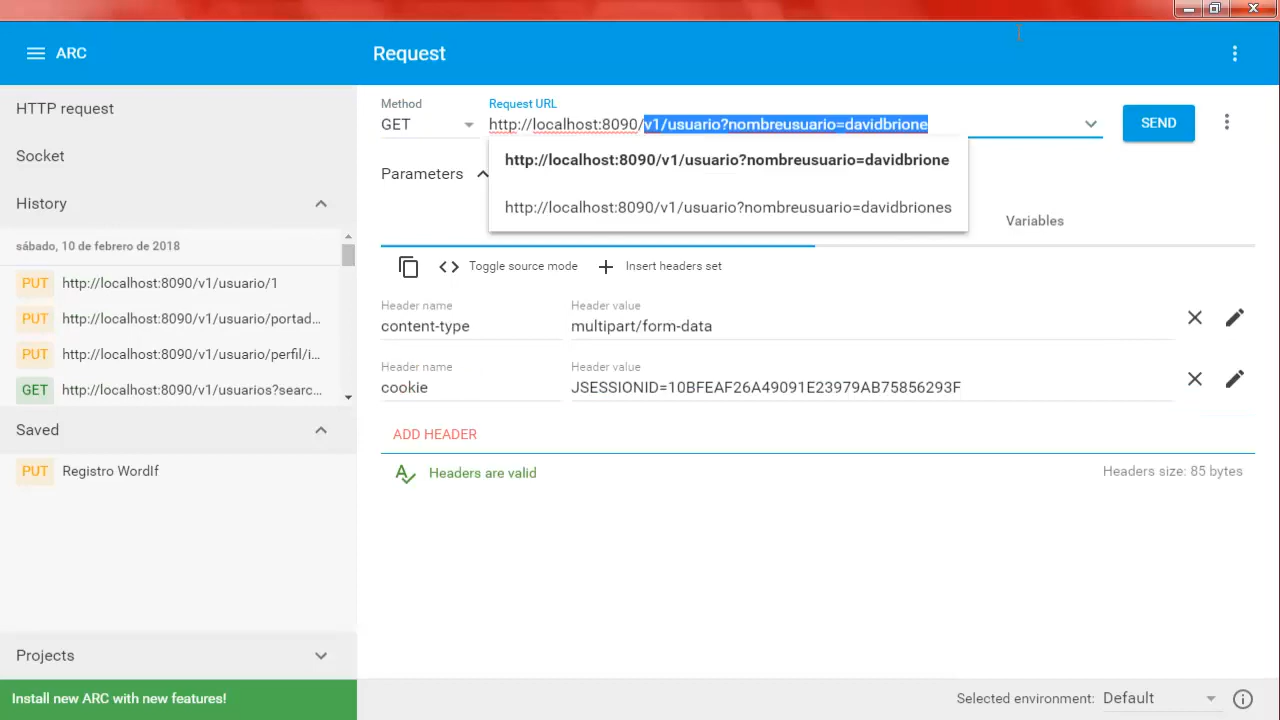 ARC
Request
HTTP request
Socket
History
sábado, 10 de febrero de 2018
PUT http://localhost:8090/v1/usuario/1
PUT http://localhost:8090/v1/usuario/portad...
PUT http://localhost:8090/v1/usuario/perfil/i...
GET http://localhost:8090/v1/usuarios?searc...
Saved
PUT Registro WordIf
Projects
Install new ARC with new features!
Method
GET
Request URL
http://localhost:8090/v1/usuario?nombreusuario=davidbrione
SEND
http://localhost:8090/v1/usuario?nombreusuario=davidbrione
http://localhost:8090/v1/usuario?nombreusuario=davidbriones
Parameters
Variables
Toggle source mode
Insert headers set
Header name
Header value
content-type
multipart/form-data
Header name
Header value
cookie
JSESSIONID=10BFEAF26A49091E23979AB75856293F
ADD HEADER
Headers are valid
Headers size: 85 bytes
Selected environment: Default